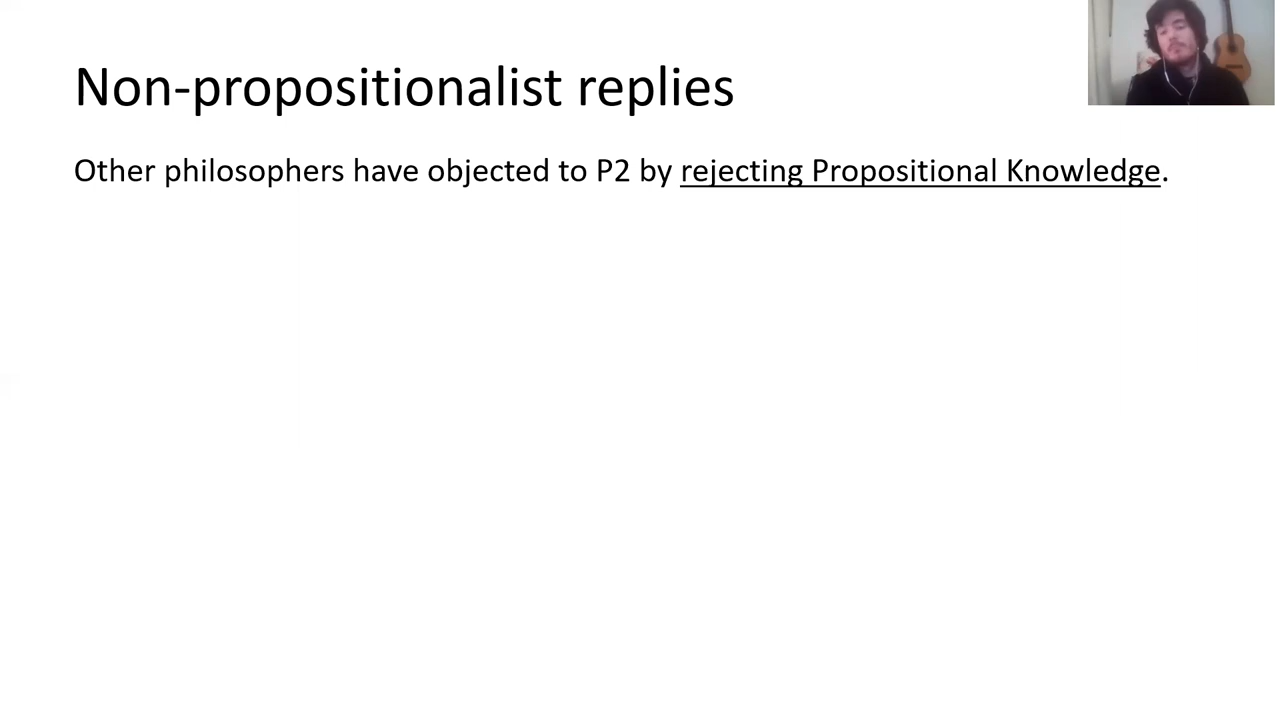 Non-propositionalist replies
Other philosophers have objected to P2 by rejecting Propositional Knowledge.